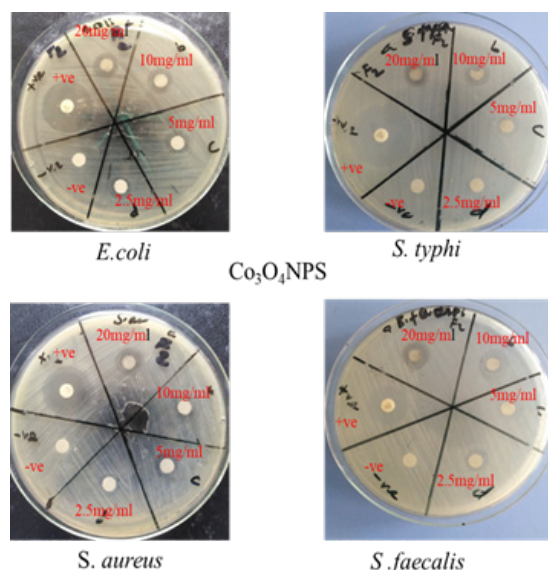 20mg/ml
10mg/ml
+ve
5mg/ml
-ve
2.5mg/ml
E.coli
20mg/ml
10mg/ml
5mg/ml
+ve
-ve
2.5mg/ml
S. typhi
Co₃O₄NPS
20mg/ml
+ve
10mg/ml
5mg/ml
-ve
2.5mg/ml
S. aureus
20mg/ml
10mg/ml
5mg/ml
+ve
-ve
2.5mg/ml
S .faecalis